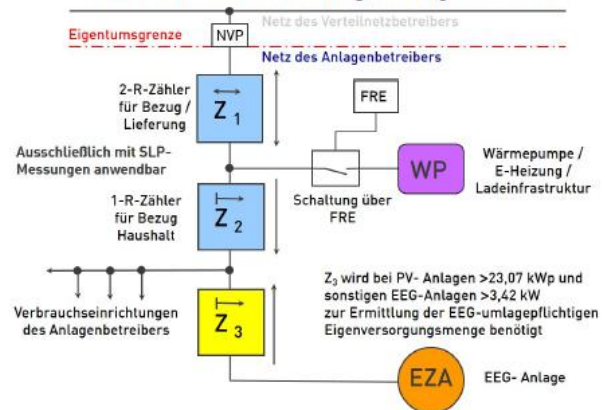 Netz des Verteilnetzbetreibers
Eigentumsgrenze
NVP
Netz des Anlagenbetreibers
2-R-Zähler
für Bezug /
Lieferung
Z 1
FRE
Ausschließlich mit SLP-
Messungen anwendbar
WP
Wärmepumpe /
E-Heizung /
Ladeinfrastruktur
Schaltung über
FRE
1-R-Zähler
für Bezug
Haushalt
Z 2
Z3 wird bei PV- Anlagen >23,07 kWp und
sonstigen EEG-Anlagen >3,42 kW
zur Ermittlung der EEG-umlagepflichtigen
Eigenversorgungsmenge benötigt
Verbrauchseinrichtungen
des Anlagenbetreibers
Z 3
EZA
EEG- Anlage